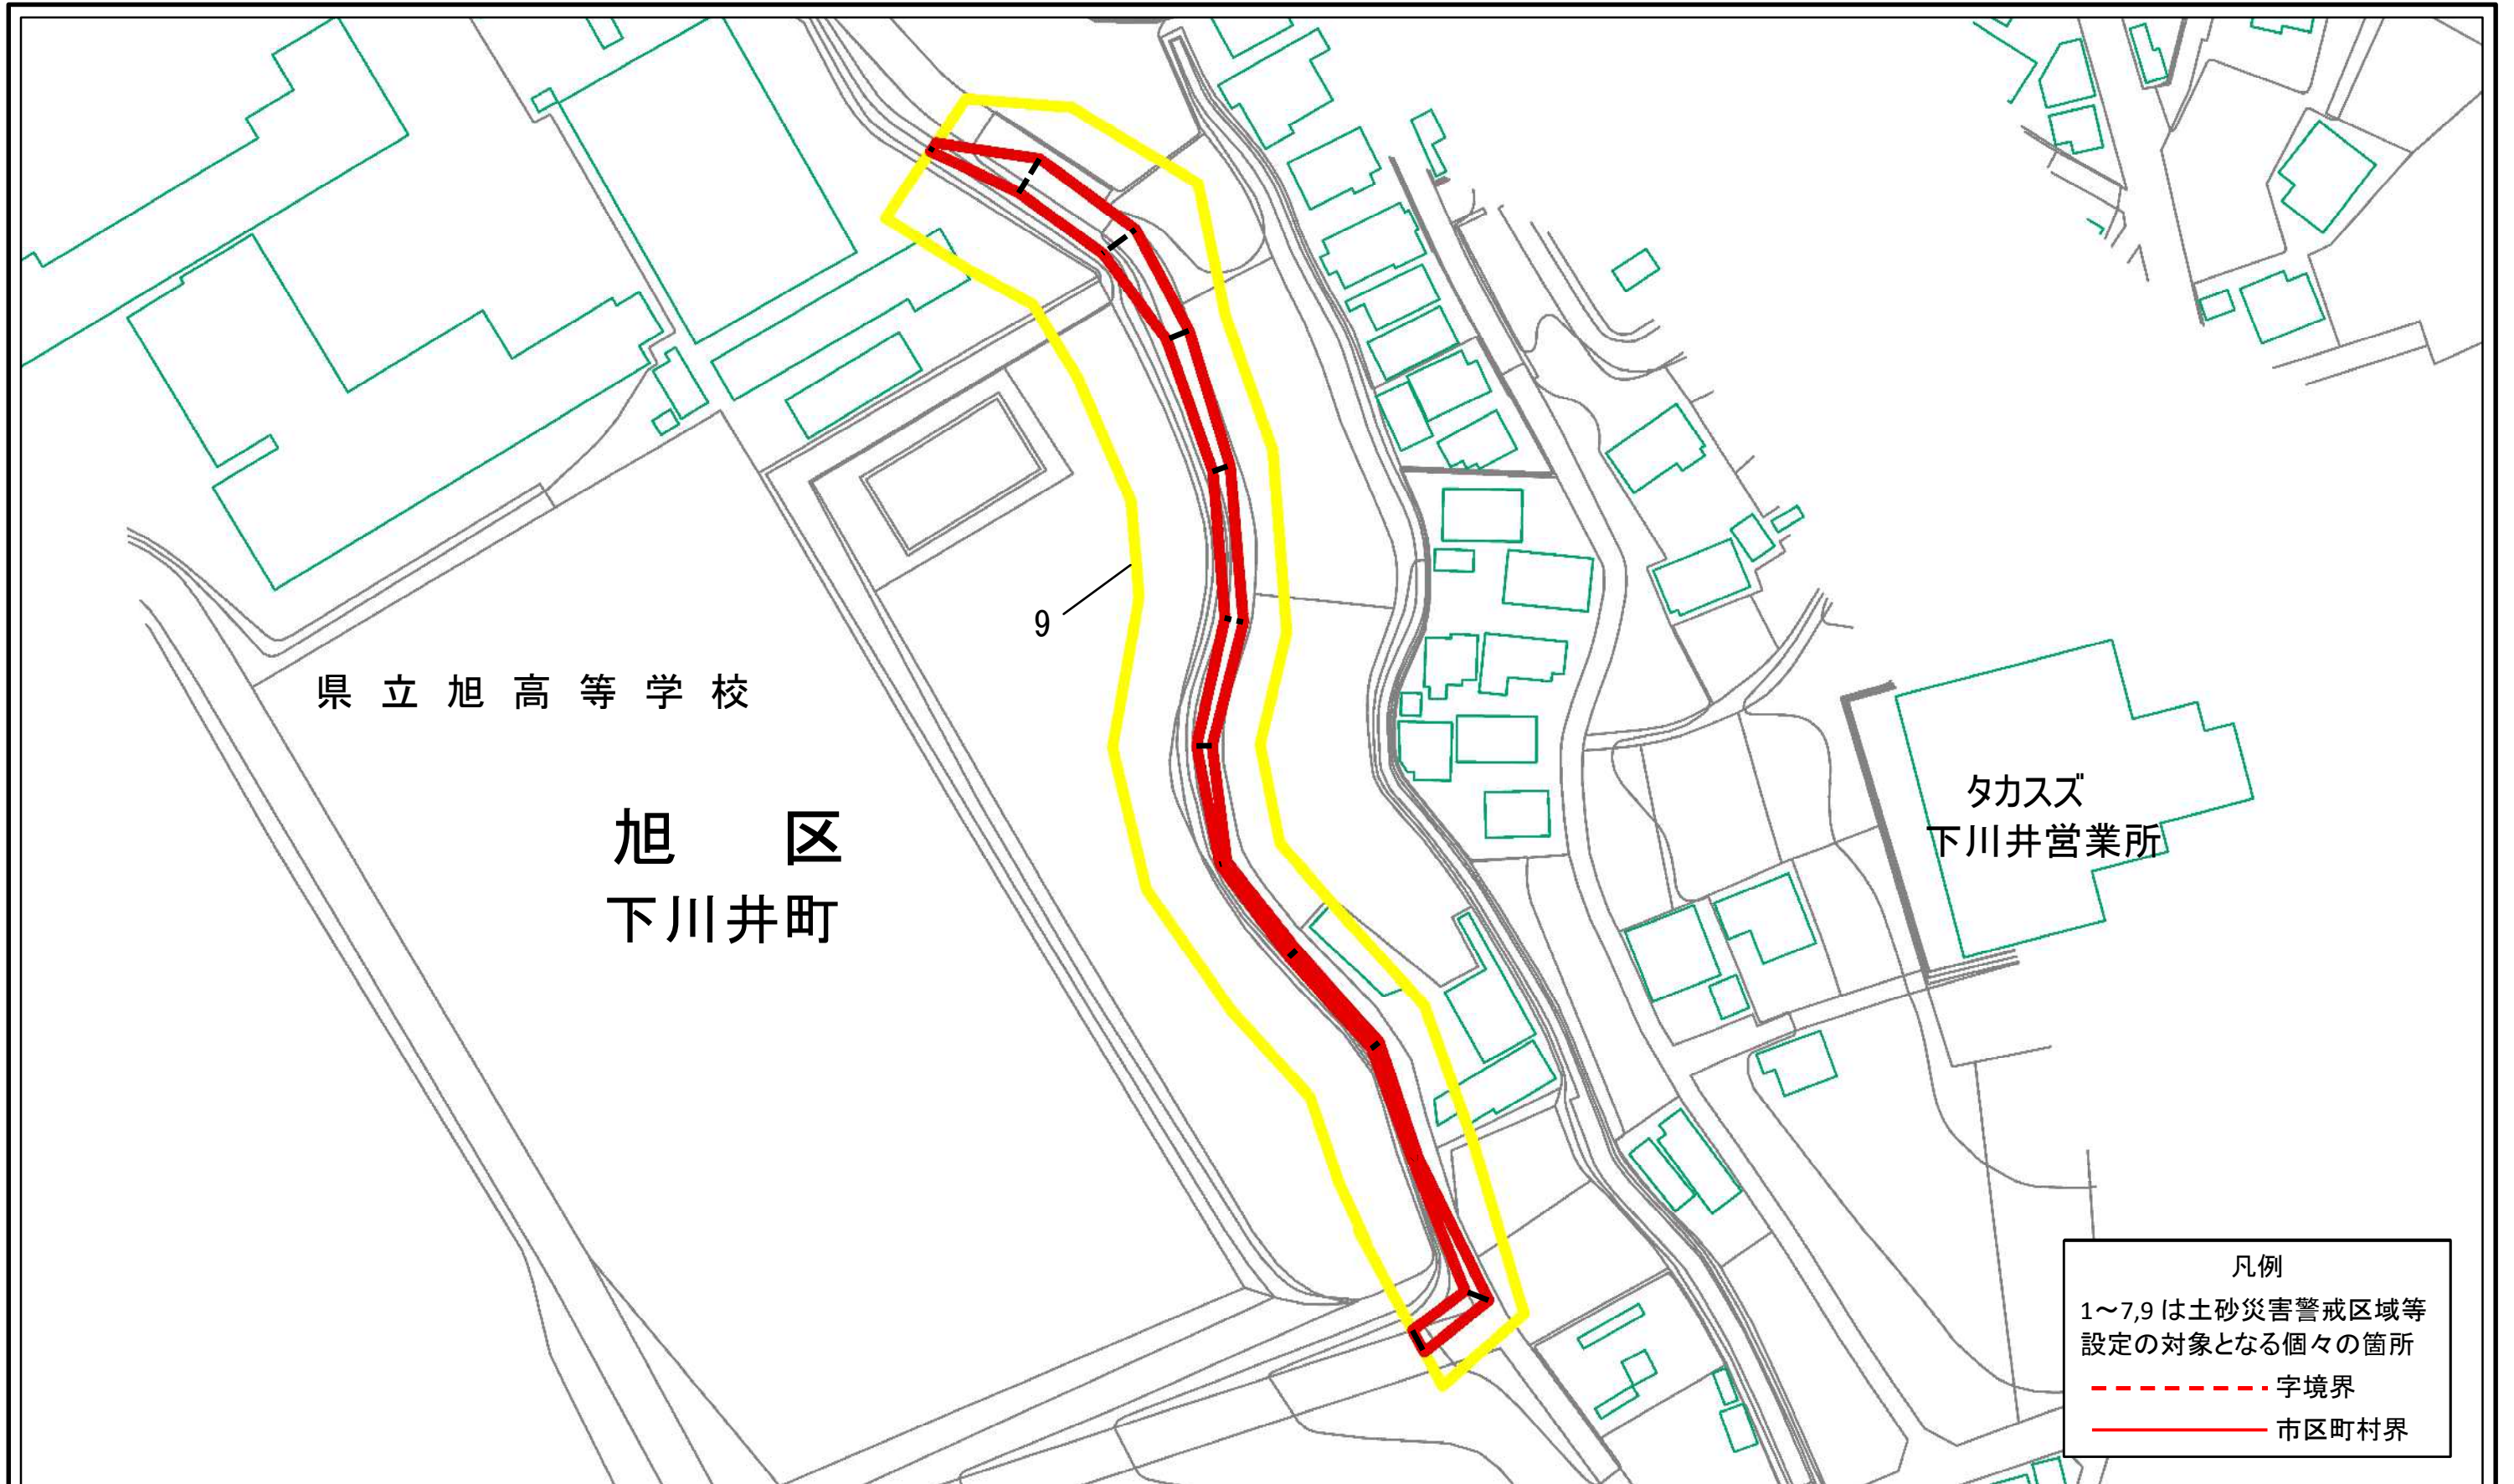 9
県立旭高等学校
旭　区
下川井町
タカスズ
下川井営業所
凡例
1～7,9 は土砂災害警戒区域等
設定の対象となる個々の箇所
字境界
市区町村界